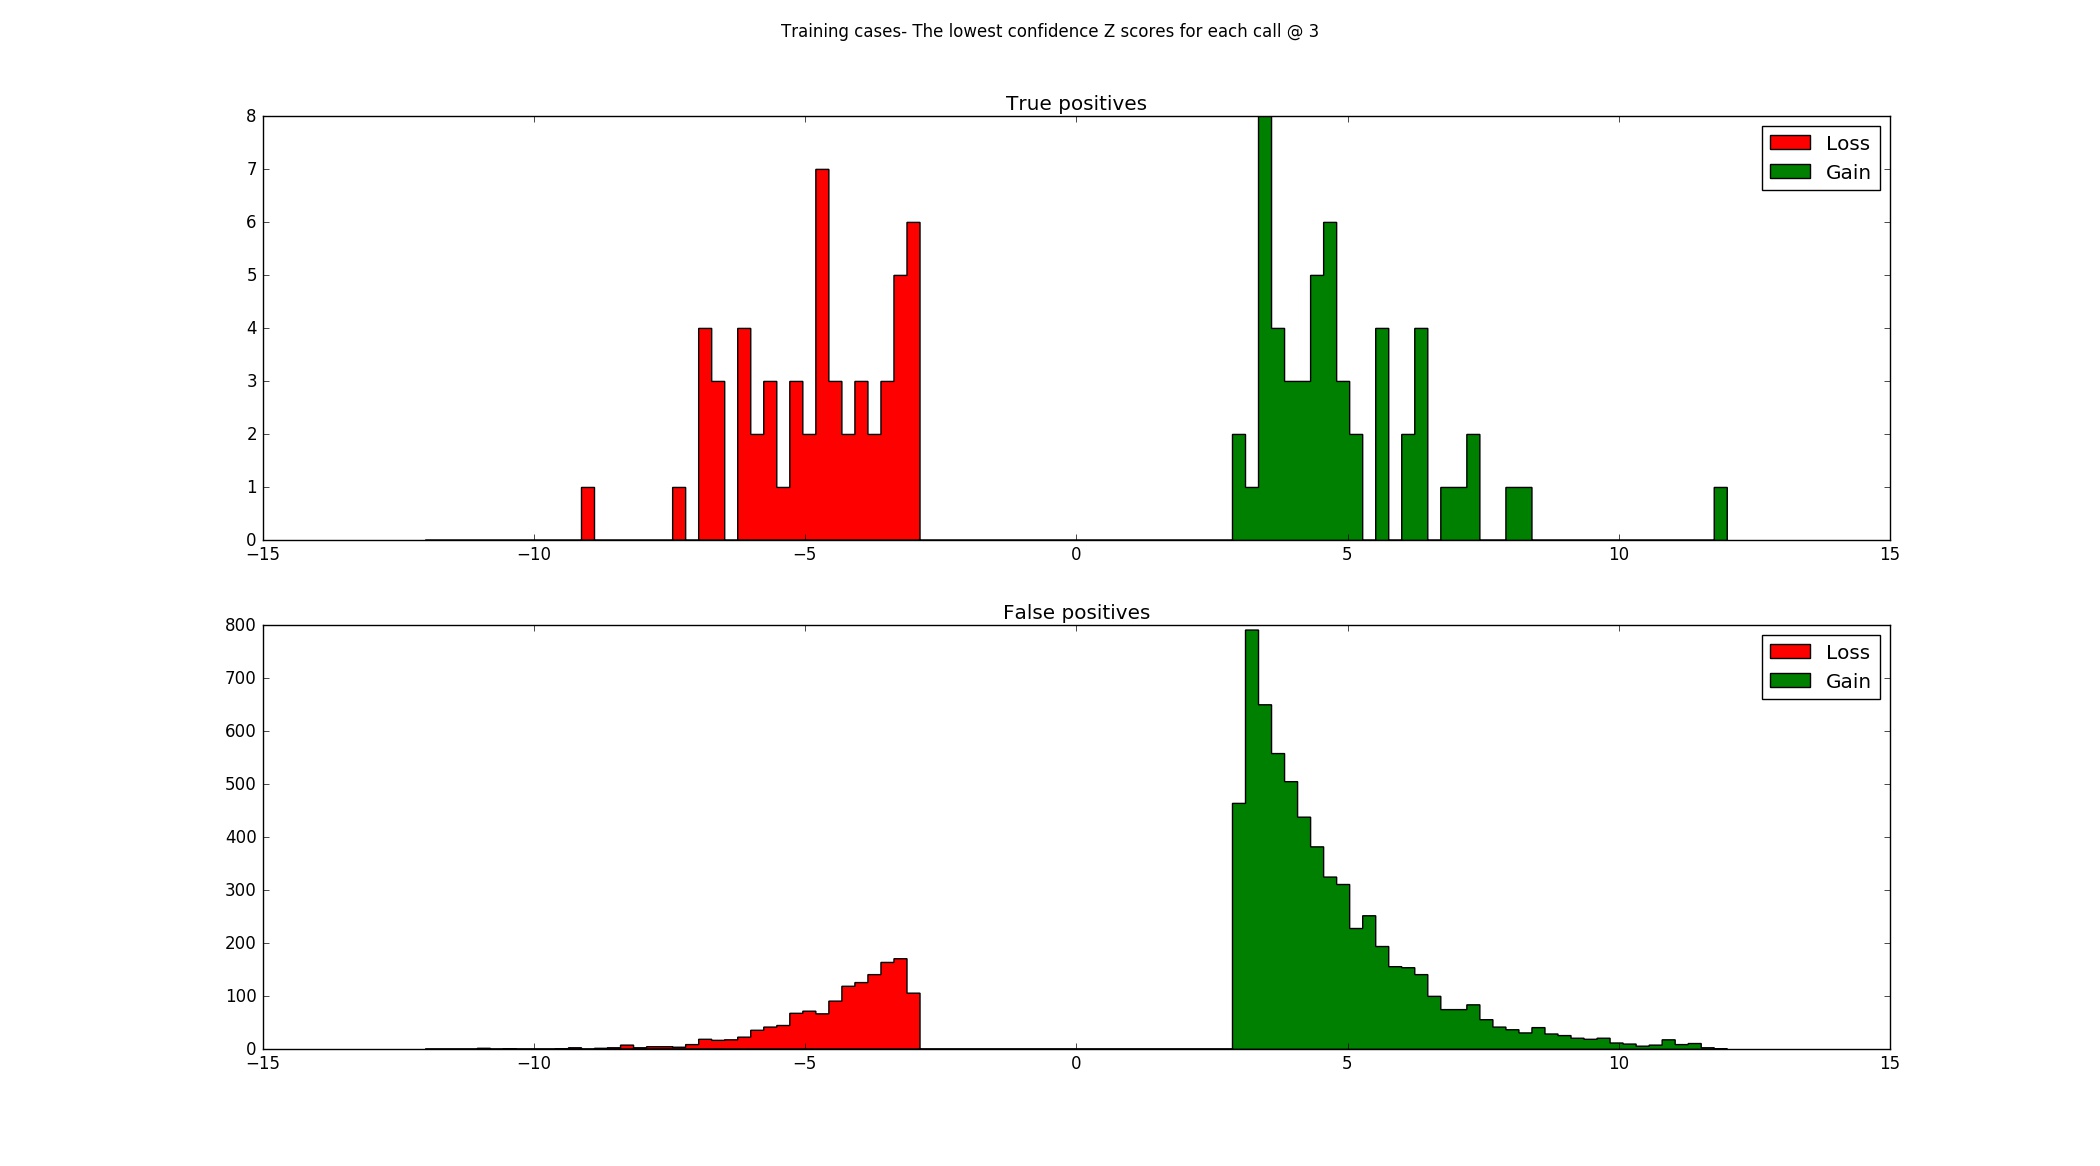 Training cases- The lowest confidence Z scores for each call @ 3
True positives
8
7
6
5
4
3
2
1
0
Loss
Gain
−15 −10 −5 0 5 10 15
False positives
800
700
600
500
400
300
200
100
0
Loss
Gain
−15 −10 −5 0 5 10 15